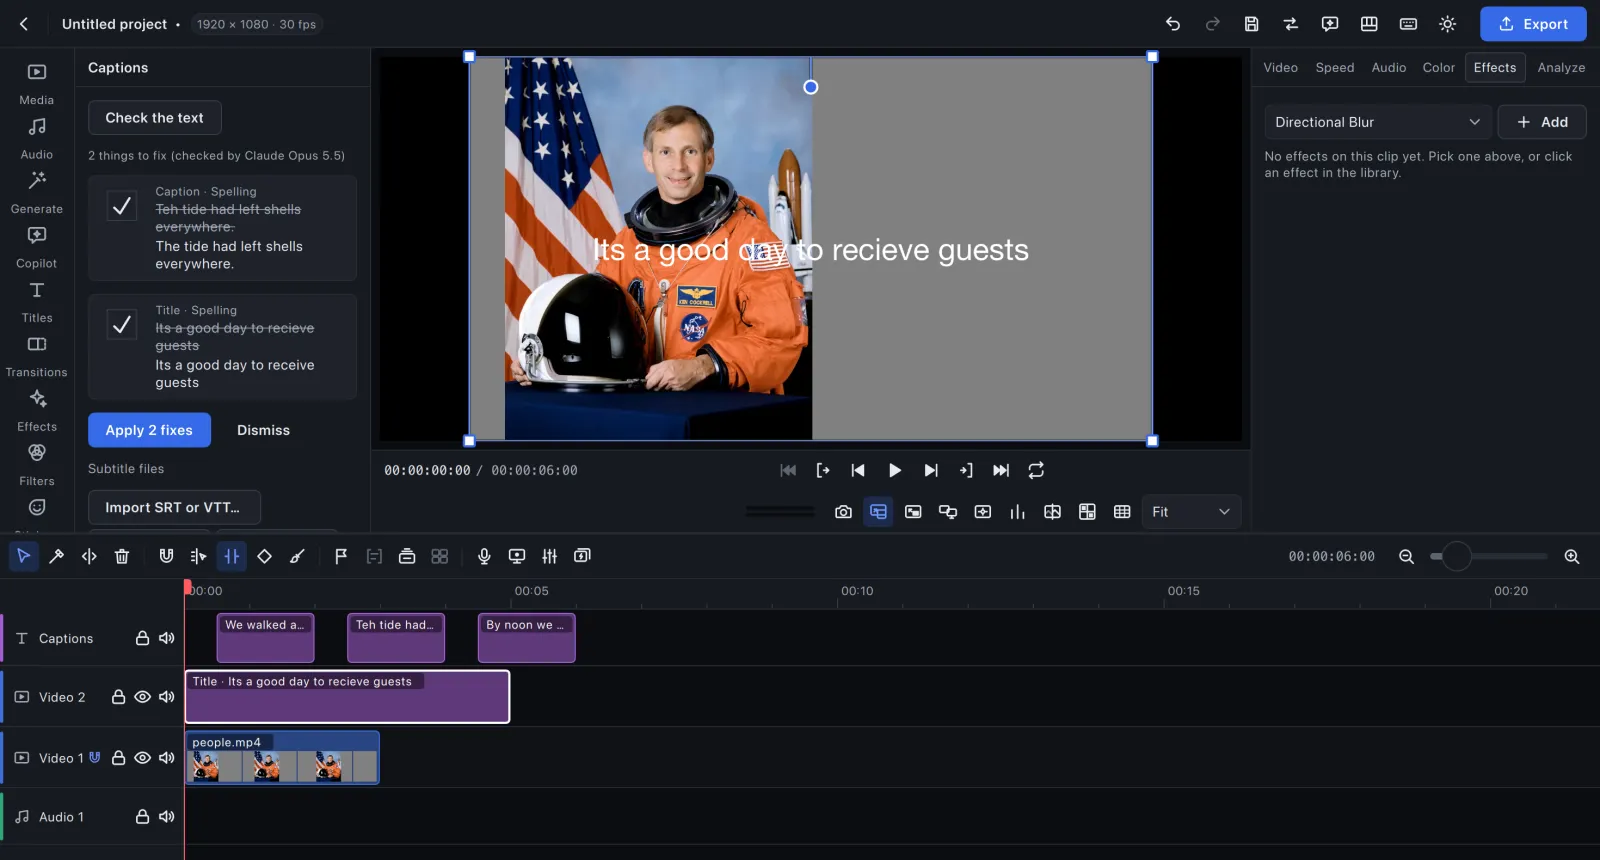 Untitled project • 1920 × 1080 · 30 fps
Export
Media
Audio
Generate
Copilot
Titles
Transitions
Effects
Filters
Captions
Check the text
2 things to fix (checked by Claude Opus 5.5)
Caption · Spelling
Teh tide had left shells
everywhere.
The tide had left shells
everywhere.
Title · Spelling
Its a good day to recieve
guests
Its a good day to receive
guests
Apply 2 fixes
Dismiss
Subtitle files
Import SRT or VTT...
Its a good day to recieve guests
KEN COCKRELL
NASA
00:00:00:00 / 00:00:06:00
Fit
Video Speed Audio Color Effects Analyze
Directional Blur
Add
No effects on this clip yet. Pick one above, or click
an effect in the library.
00:00:06:00
00:00 00:05 00:10 00:15 00:20
Captions
We walked a...
Teh tide had...
By noon we ...
Video 2
Title · Its a good day to recieve guests
Video 1
people.mp4
Audio 1